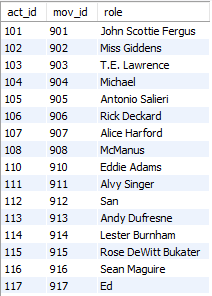 act_id mov_id role
101 901 John Scottie Fergus
102 902 Miss Giddens
103 903 T.E. Lawrence
104 904 Michael
105 905 Antonio Salieri
106 906 Rick Deckard
107 907 Alice Harford
108 908 McManus
110 910 Eddie Adams
111 911 Alvy Singer
112 912 San
113 913 Andy Dufresne
114 914 Lester Burnham
115 915 Rose DeWitt Bukater
116 916 Sean Maguire
117 917 Ed